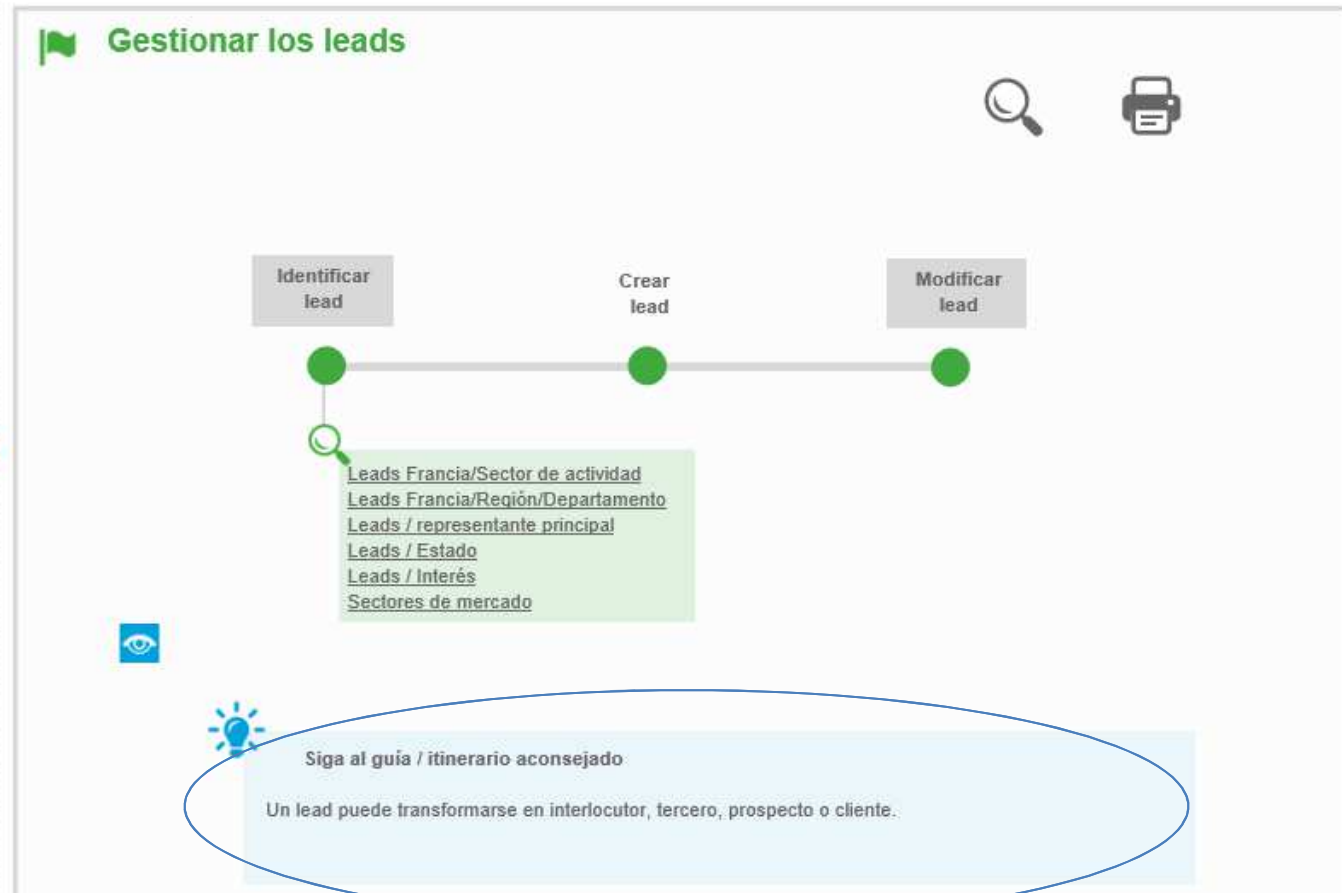 Gestionar los leads
Identificar
lead
Crear
lead
Modificar
lead
Leads Francia/Sector de actividad
Leads Francia/Región/Departamento
Leads / representante principal
Leads / Estado
Leads / Interés
Sectores de mercado
Siga al guía / itinerario aconsejado
Un lead puede transformarse en interlocutor, tercero, prospecto o cliente.